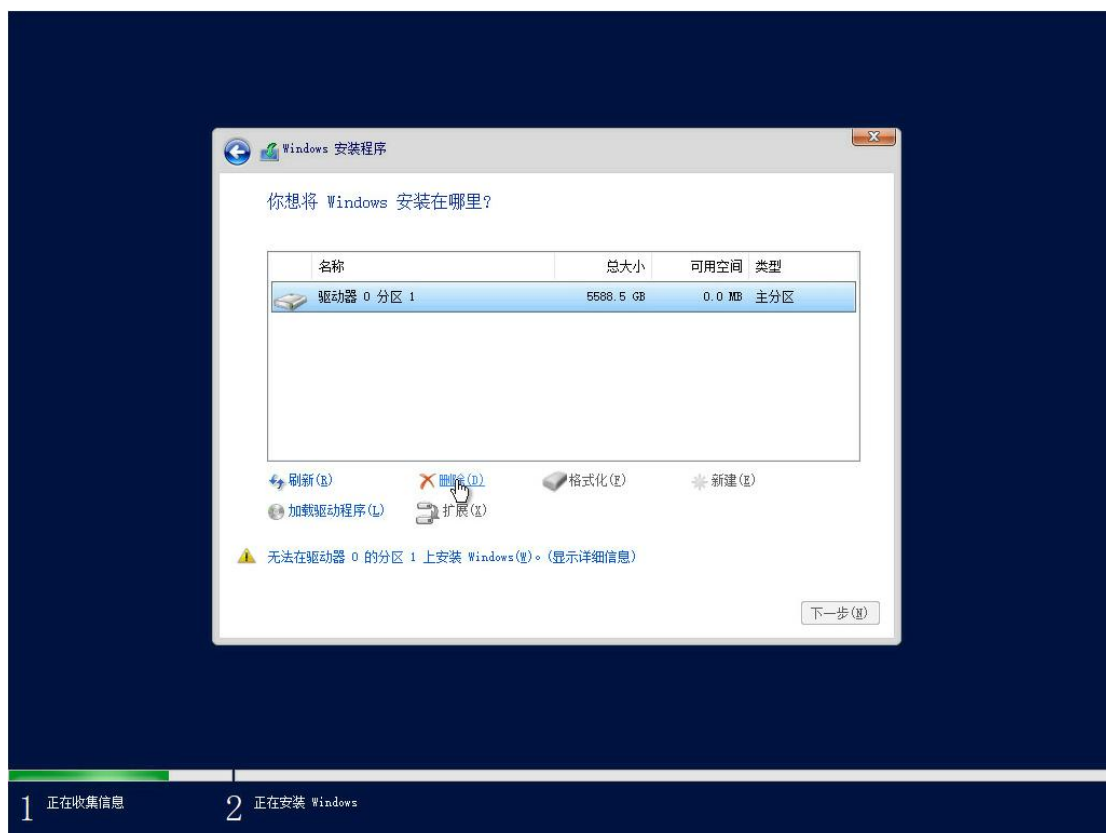 Windows 安装程序
你想将 Windows 安装在哪里?
名称 总大小 可用空间 类型
驱动器 0 分区 1 5588.5 GB 0.0 MB 主分区
刷新(R) 删除(D) 格式化(F) 新建(E)
加载驱动程序(L) 扩展(X)
无法在驱动器 0 的分区 1 上安装 Windows(W)。(显示详细信息)
下一步(N)
1 正在收集信息 2 正在安装 Windows